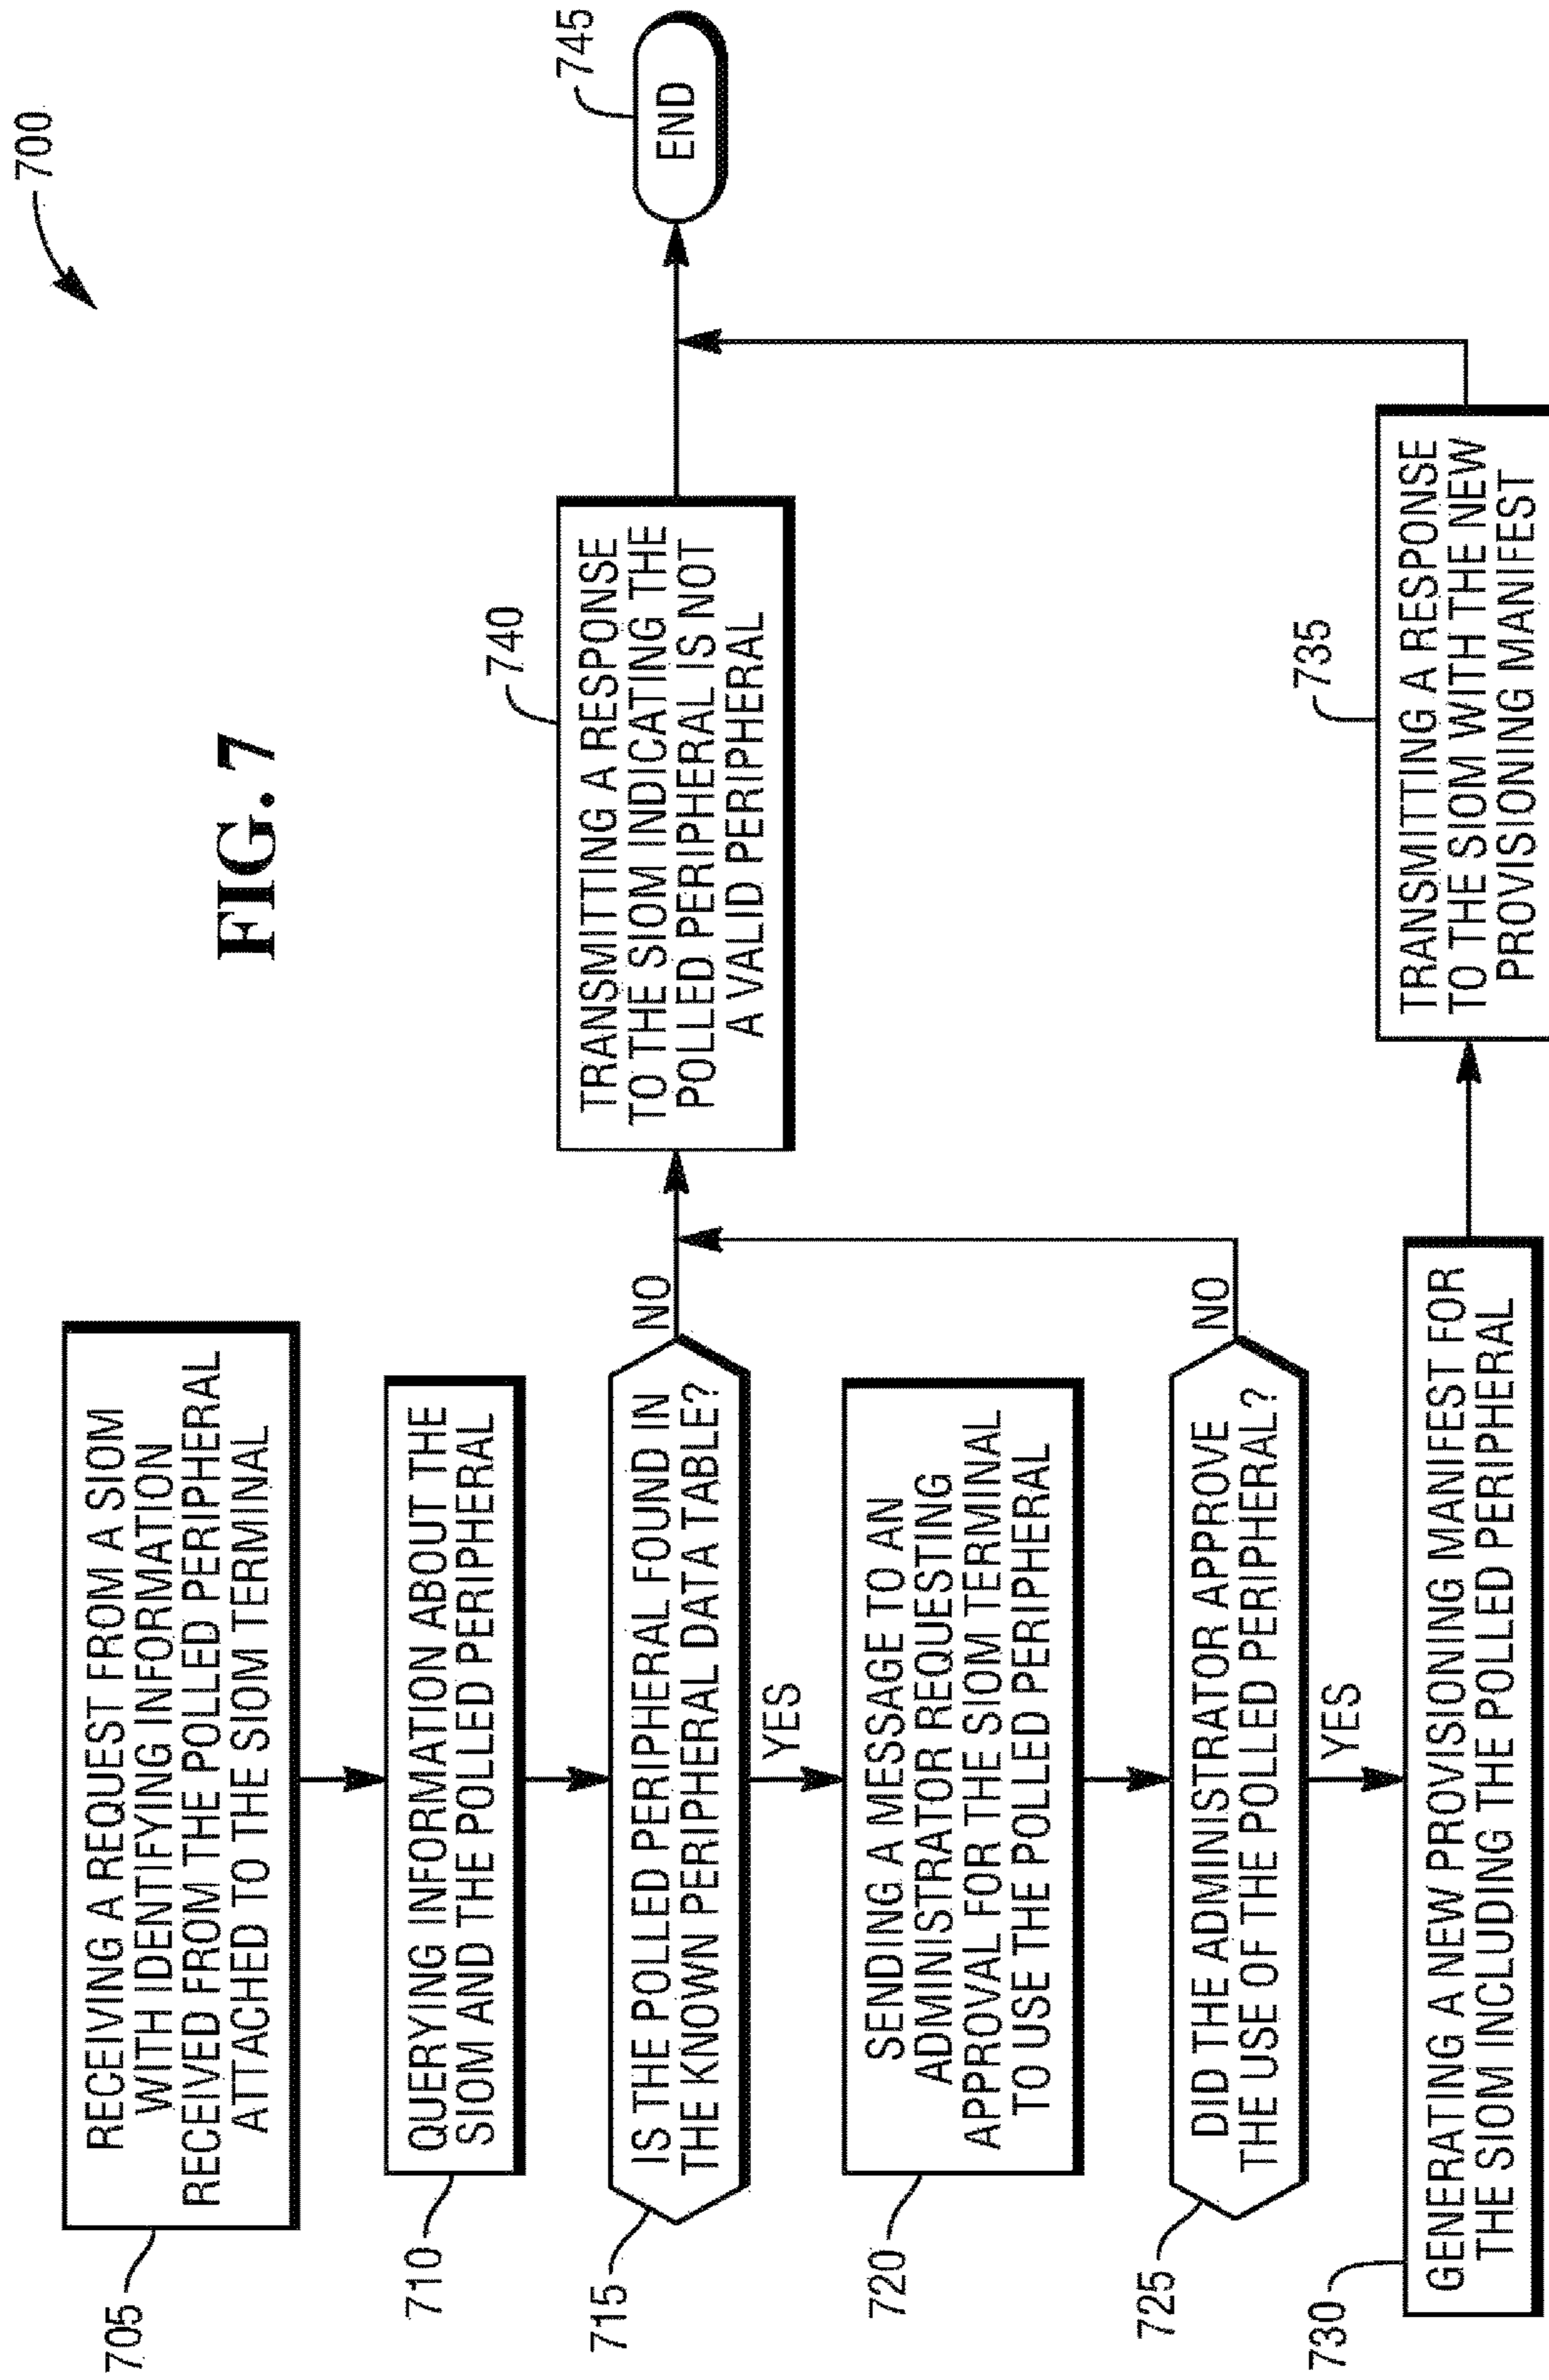 FIG. 7
700
705
RECEIVING A REQUEST FROM A SIOM
WITH IDENTIFYING INFORMATION
RECEIVED FROM THE POLLED PERIPHERAL
ATTACHED TO THE SIOM TERMINAL
710
QUERYING INFORMATION ABOUT THE
SIOM AND THE POLLED PERIPHERAL
715
IS THE POLLED PERIPHERAL FOUND IN
THE KNOWN PERIPHERAL DATA TABLE?
NO
YES
720
SENDING A MESSAGE TO AN
ADMINISTRATOR REQUESTING
APPROVAL FOR THE SIOM TERMINAL
TO USE THE POLLED PERIPHERAL
725
DID THE ADMINISTRATOR APPROVE
THE USE OF THE POLLED PERIPHERAL?
NO
YES
730
GENERATING A NEW PROVISIONING MANIFEST FOR
THE SIOM INCLUDING THE POLLED PERIPHERAL
735
TRANSMITTING A RESPONSE
TO THE SIOM WITH THE NEW
PROVISIONING MANIFEST
740
TRANSMITTING A RESPONSE
TO THE SIOM INDICATING THE
POLLED PERIPHERAL IS NOT
A VALID PERIPHERAL
745
END